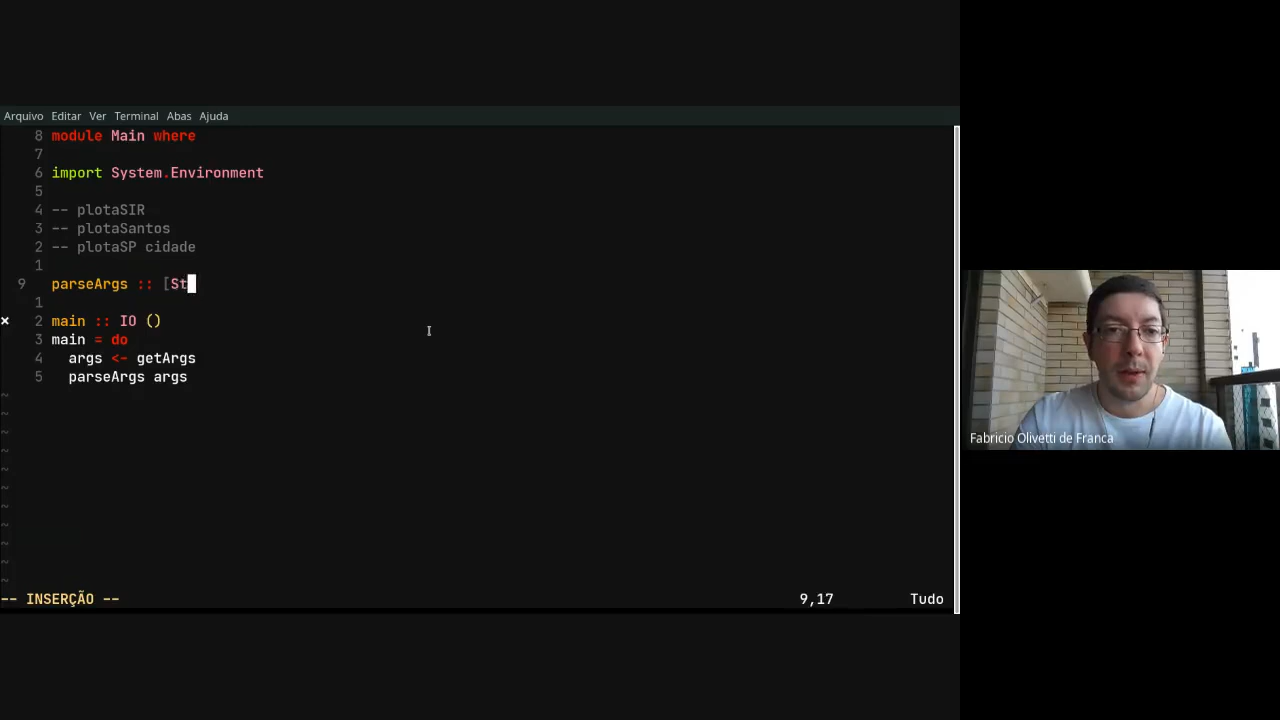 Arquivo Editar Ver Terminal Abas Ajuda
8 module Main where
7
6 import System.Environment
5
4 -- plotaSIR
3 -- plotaSantos
2 -- plotaSP cidade
1
9 parseArgs :: [St
1
× 2 main :: IO ()
3 main = do
4 args <- getArgs
5 parseArgs args
~
~
~
~
~
~
~
~
~
~
~
-- INSERÇÃO -- 9,17 Tudo
Fabricio Olivetti de Franca